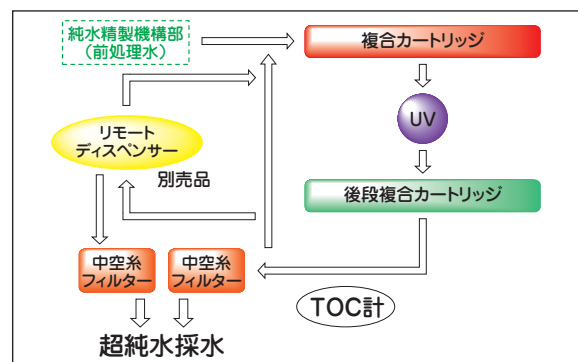 純水精製機構部
(前処理水)
複合カートリッジ
UV
リモート
ディスペンサー
別売品
後段複合カートリッジ
中空糸
フィルター
中空糸
フィルター
TOC計
超純水採水